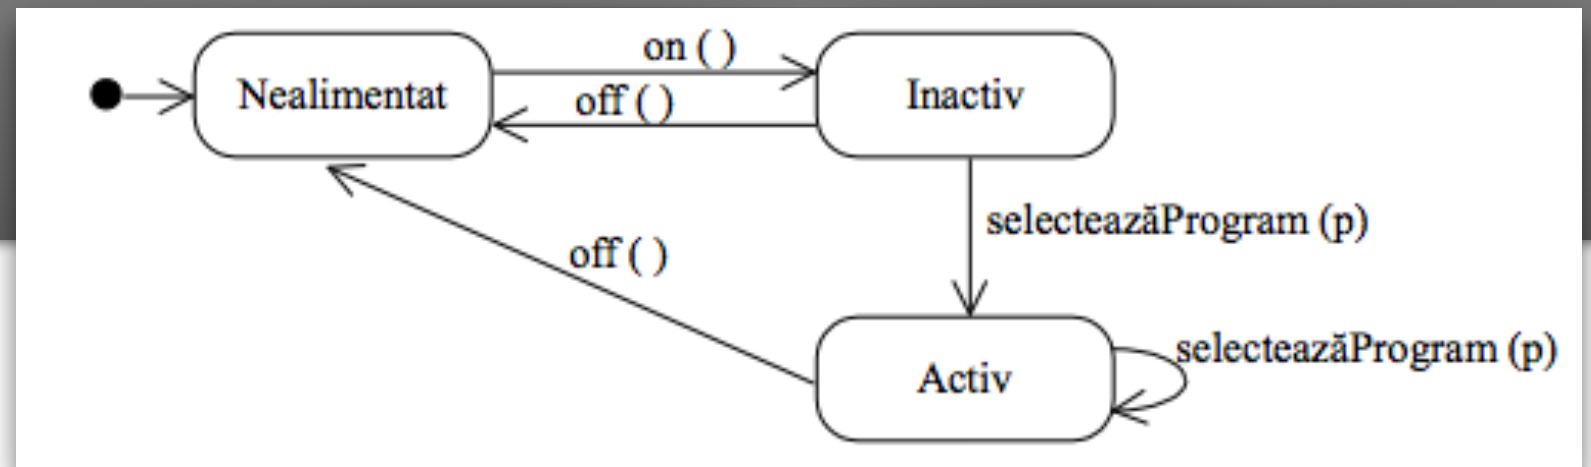 on ( )
Nealimentat
Inactiv
off ( )
selecteazăProgram (p)
off ( )
selecteazăProgram (p)
Activ